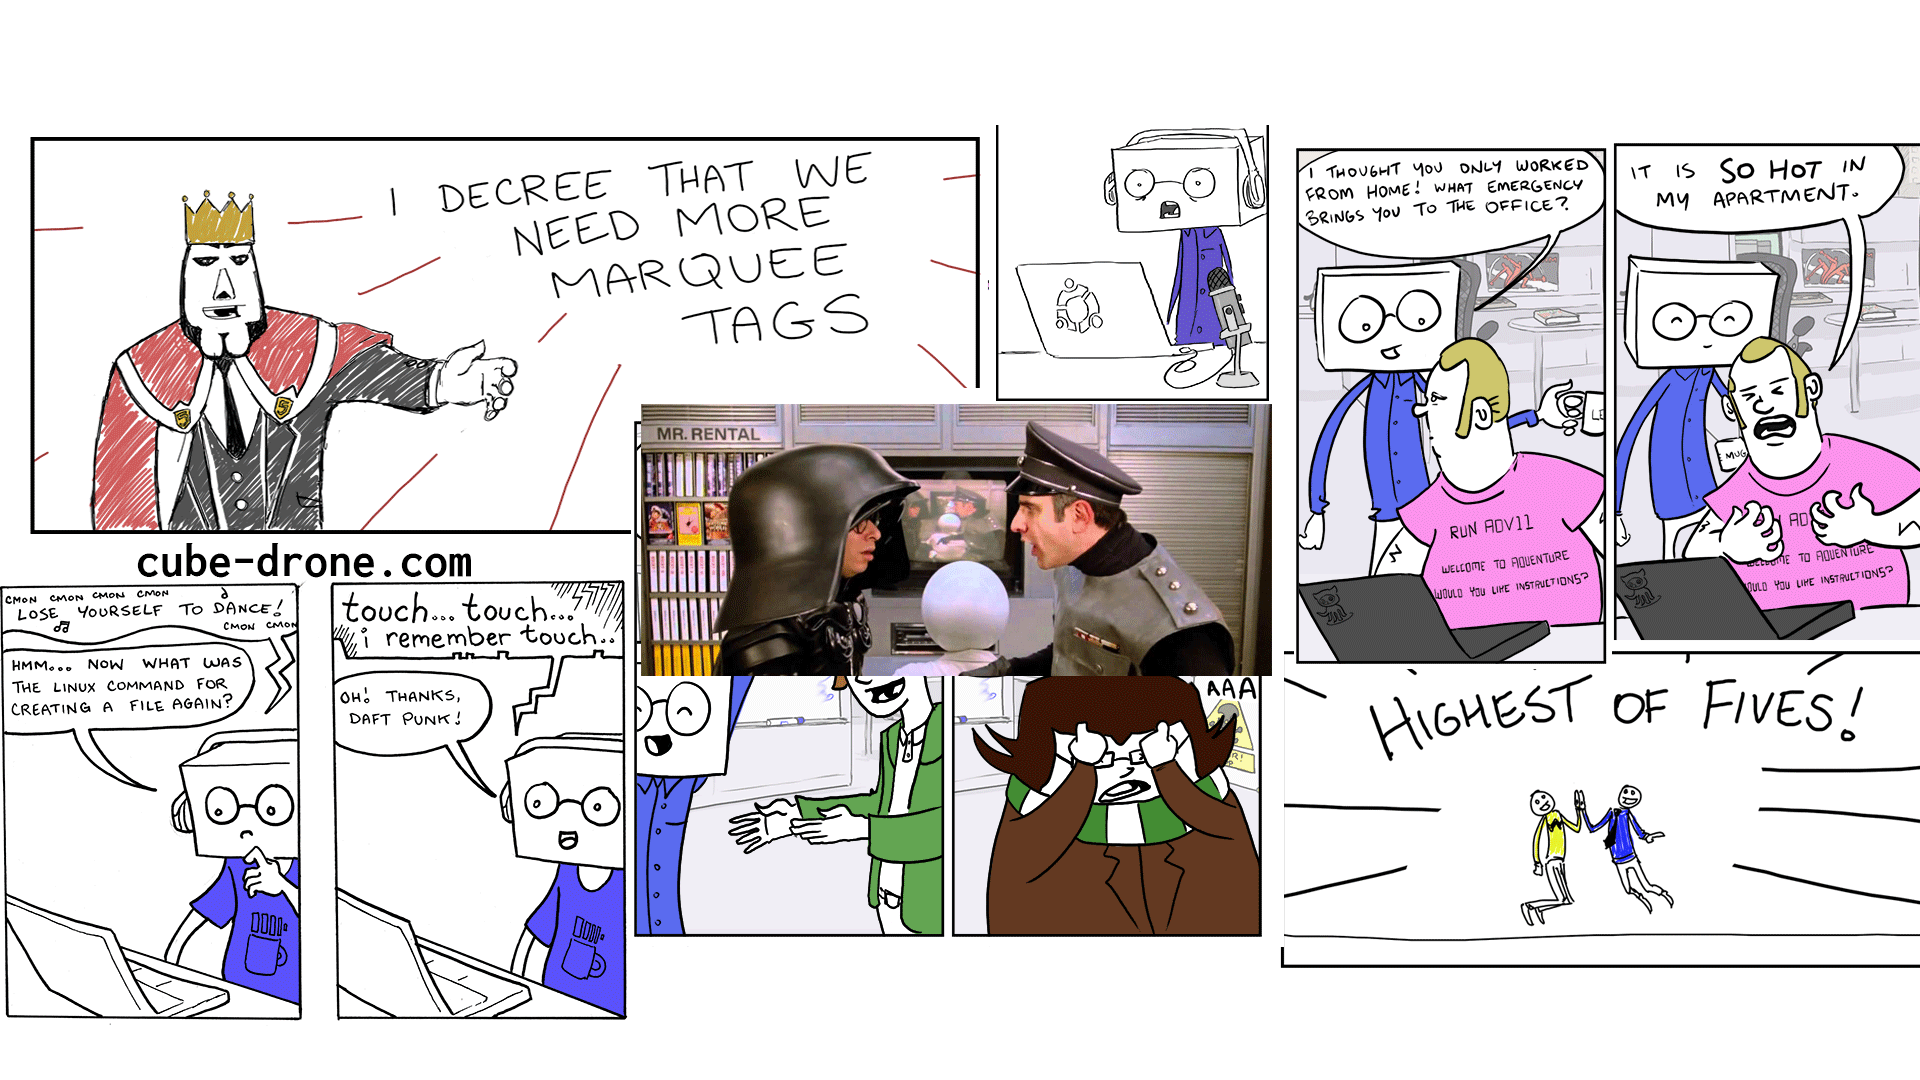 I DECREE THAT WE
NEED MORE
MARQUEE
TAGS
cube-drone.com
CMON CMON CMON CMON
LOSE YOURSELF TO DANCE!
CMON CMON
HMM... NOW WHAT WAS
THE LINUX COMMAND FOR
CREATING A FILE AGAIN?
touch... touch...
i remember touch..
OH! THANKS,
DAFT PUNK!
MR. RENTAL
AAA
I THOUGHT YOU ONLY WORKED
FROM HOME! WHAT EMERGENCY
BRINGS YOU TO THE OFFICE?
RUN ADV11
WELCOME TO ADVENTURE
WOULD YOU LIKE INSTRUCTIONS?
IT IS SO HOT IN
MY APARTMENT.
MUG
ADV
WELCOME TO ADVENTURE
WOULD YOU LIKE INSTRUCTIONS?
HIGHEST OF FIVES!